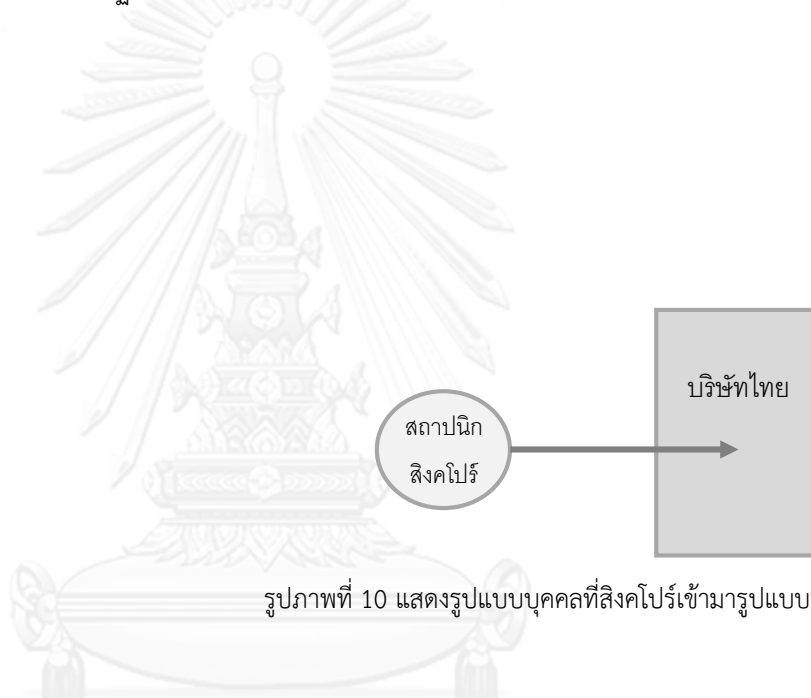 บริษัทไทย
สถาปนิก
สิงคโปร์
รูปภาพที่ 10 แสดงรูปแบบบุคคลที่สิงคโปร์เข้ามารูปแบบ